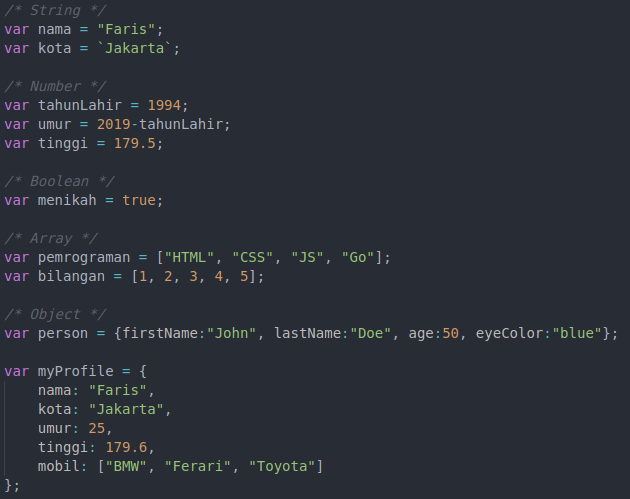 /* String */
var nama = "Faris";
var kota = `Jakarta`;

/* Number */
var tahunLahir = 1994;
var umur = 2019-tahunLahir;
var tinggi = 179.5;

/* Boolean */
var menikah = true;

/* Array */
var pemrograman = ["HTML", "CSS", "JS", "Go"];
var bilangan = [1, 2, 3, 4, 5];

/* Object */
var person = {firstName:"John", lastName:"Doe", age:50, eyeColor:"blue"};

var myProfile = {
    nama: "Faris",
    kota: "Jakarta",
    umur: 25,
    tinggi: 179.6,
    mobil: ["BMW", "Ferari", "Toyota"]
};